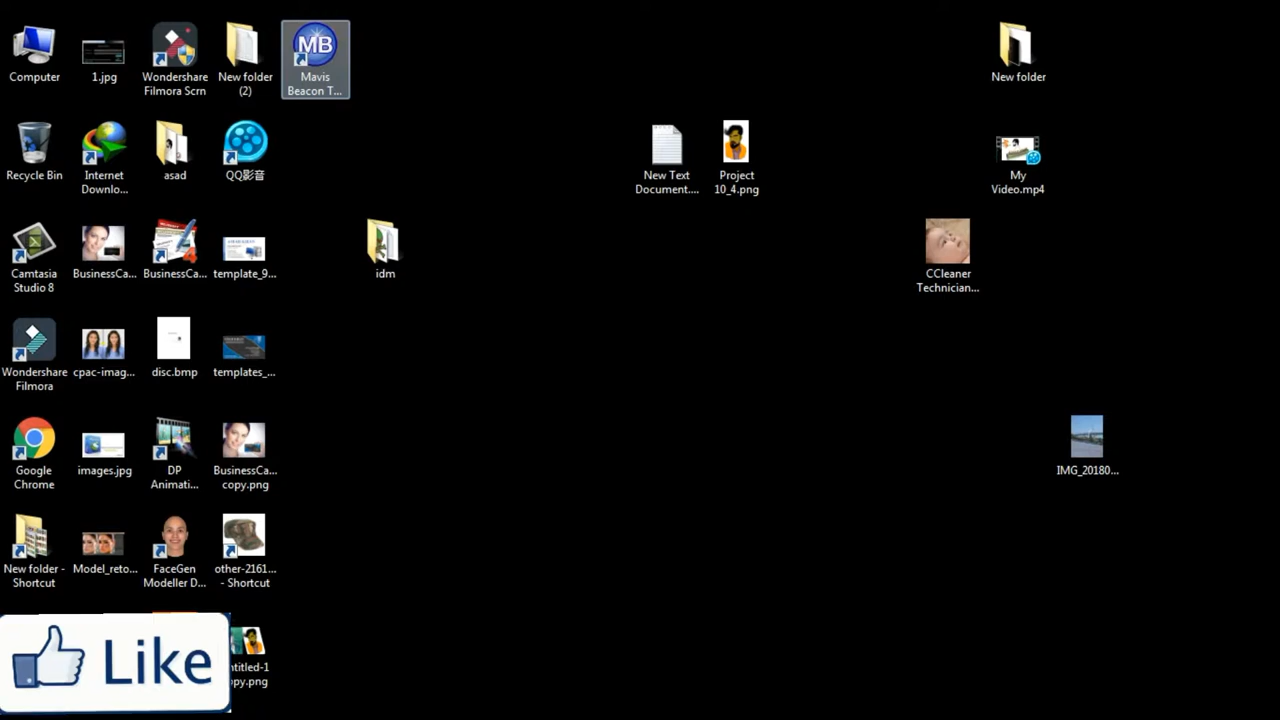 Computer
1.jpg
Wondershare
Filmora Scrn
New folder
(2)
MB
Mavis
Beacon T...
New folder
Recycle Bin
Internet
Downlo...
asad
QQ影音
New Text
Document....
Project
10_4.png
My
Video.mp4
Camtasia
Studio 8
BusinessCa...
BusinessCa...
template_9...
idm
CCleaner
Technician...
Wondershare
Filmora
cpac-imag...
disc.bmp
templates_...
Google
Chrome
images.jpg
DP
Animati...
BusinessCa...
copy.png
IMG_20180...
New folder -
Shortcut
Model_reto...
FaceGen
Modeller D...
other-2161...
- Shortcut
Like
ntitled-1
opy.png